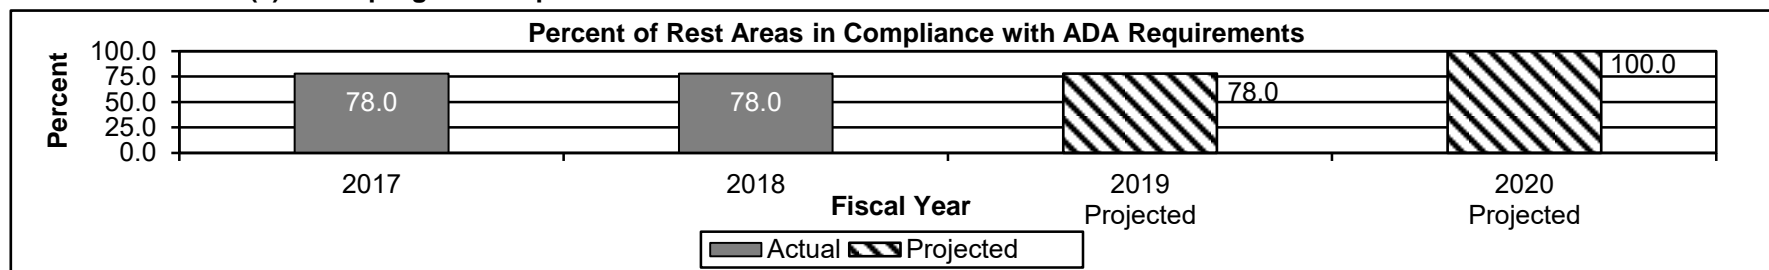 Percent of Rest Areas in Compliance with ADA Requirements
Percent
100.0
75.0
50.0
25.0
0.0
78.0
78.0
78.0
100.0
2017
2018
2019
Projected
2020
Projected
Fiscal Year
Actual
Projected